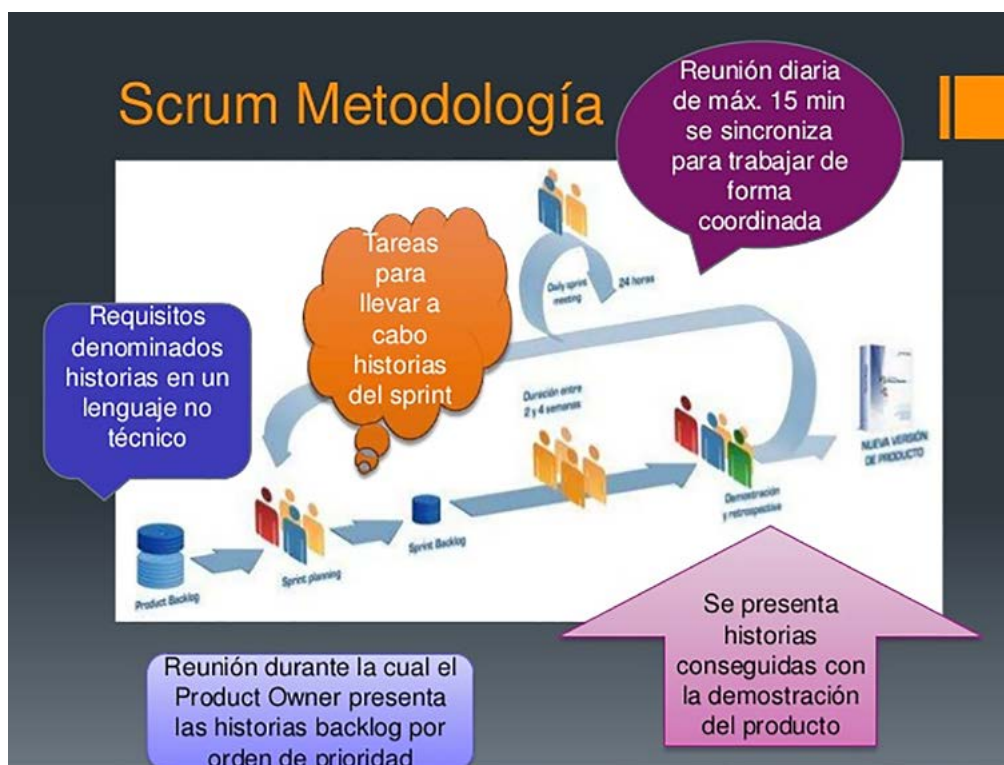 Scrum Metodología
Reunión diaria
de máx. 15 min
se sincroniza
para trabajar de
forma
coordinada
Tareas
para
llevar a
cabo
historias
del sprint
Requisitos
denominados
historias en un
lenguaje no
técnico
Daily sprint
meeting
24 horas
Duración entre
2 y 4 semanas
NUEVA VERSIÓN
DE PRODUCTO
Demostración
y retrospective
Sprint Backlog
Sprint planning
Product Backlog
Se presenta
historias
conseguidas con
la demostración
del producto
Reunión durante la cual el
Product Owner presenta
las historias backlog por
orden de prioridad